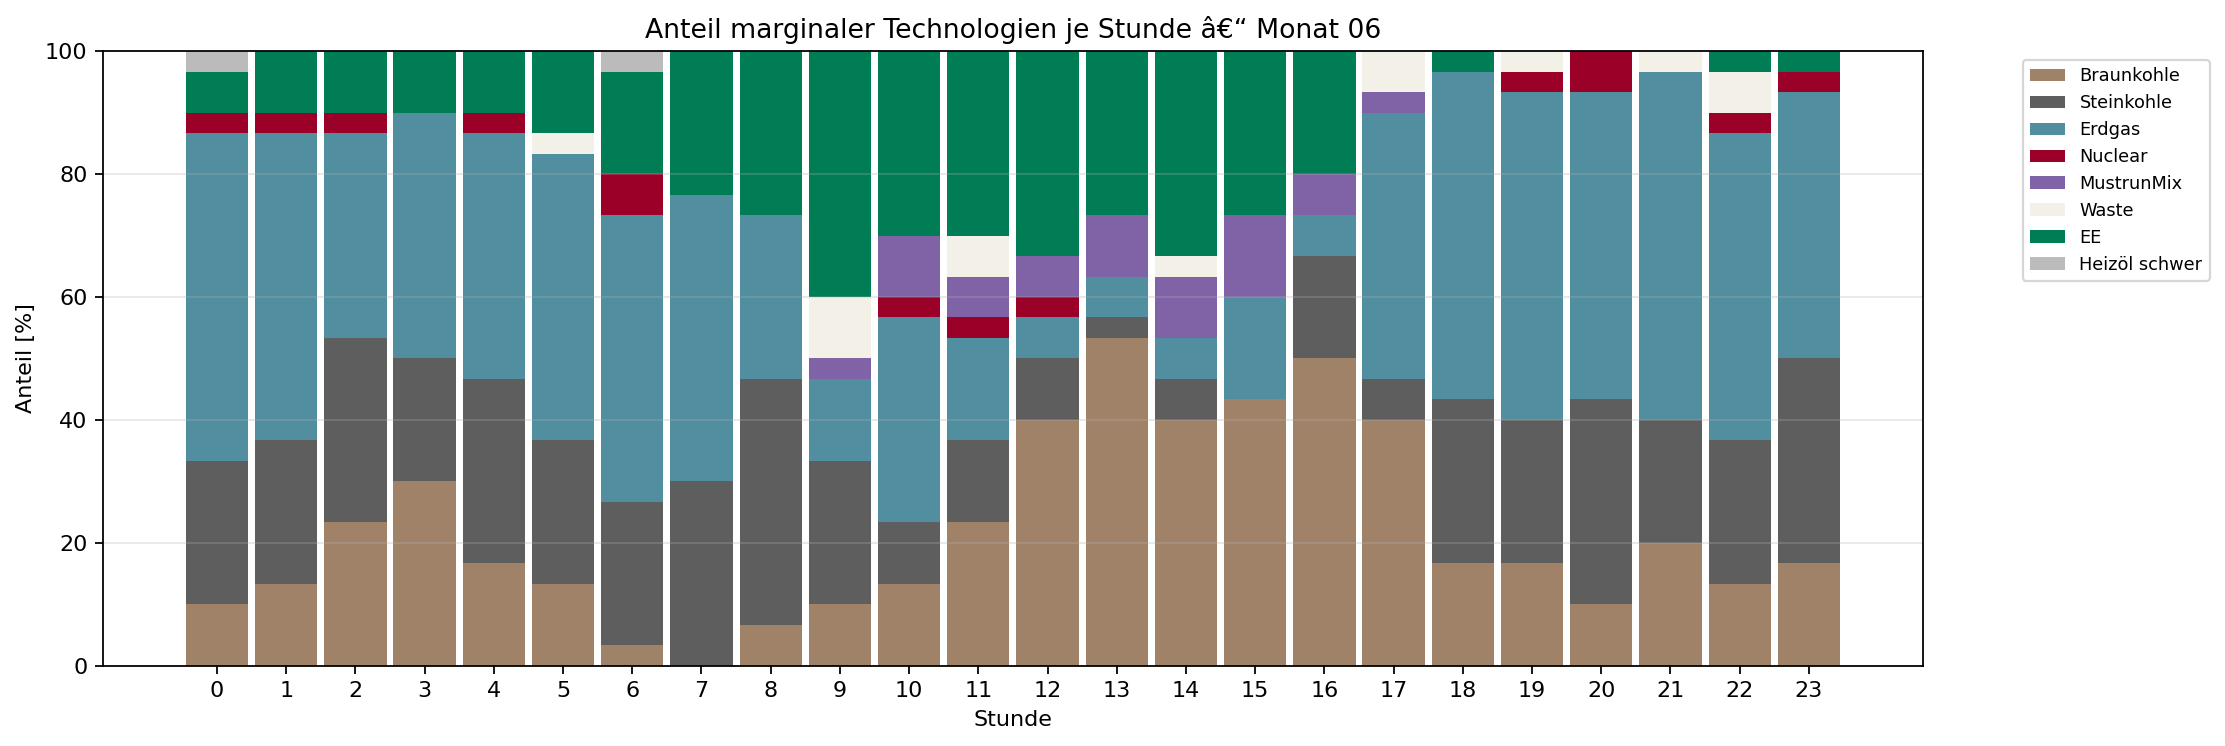 Anteil marginaler Technologien je Stunde â€“ Monat 06
Anteil [%]
100
80
60
40
20
0
0 1 2 3 4 5 6 7 8 9 10 11 12 13 14 15 16 17 18 19 20 21 22 23
Stunde
Braunkohle
Steinkohle
Erdgas
Nuclear
MustrunMix
Waste
EE
Heizöl schwer